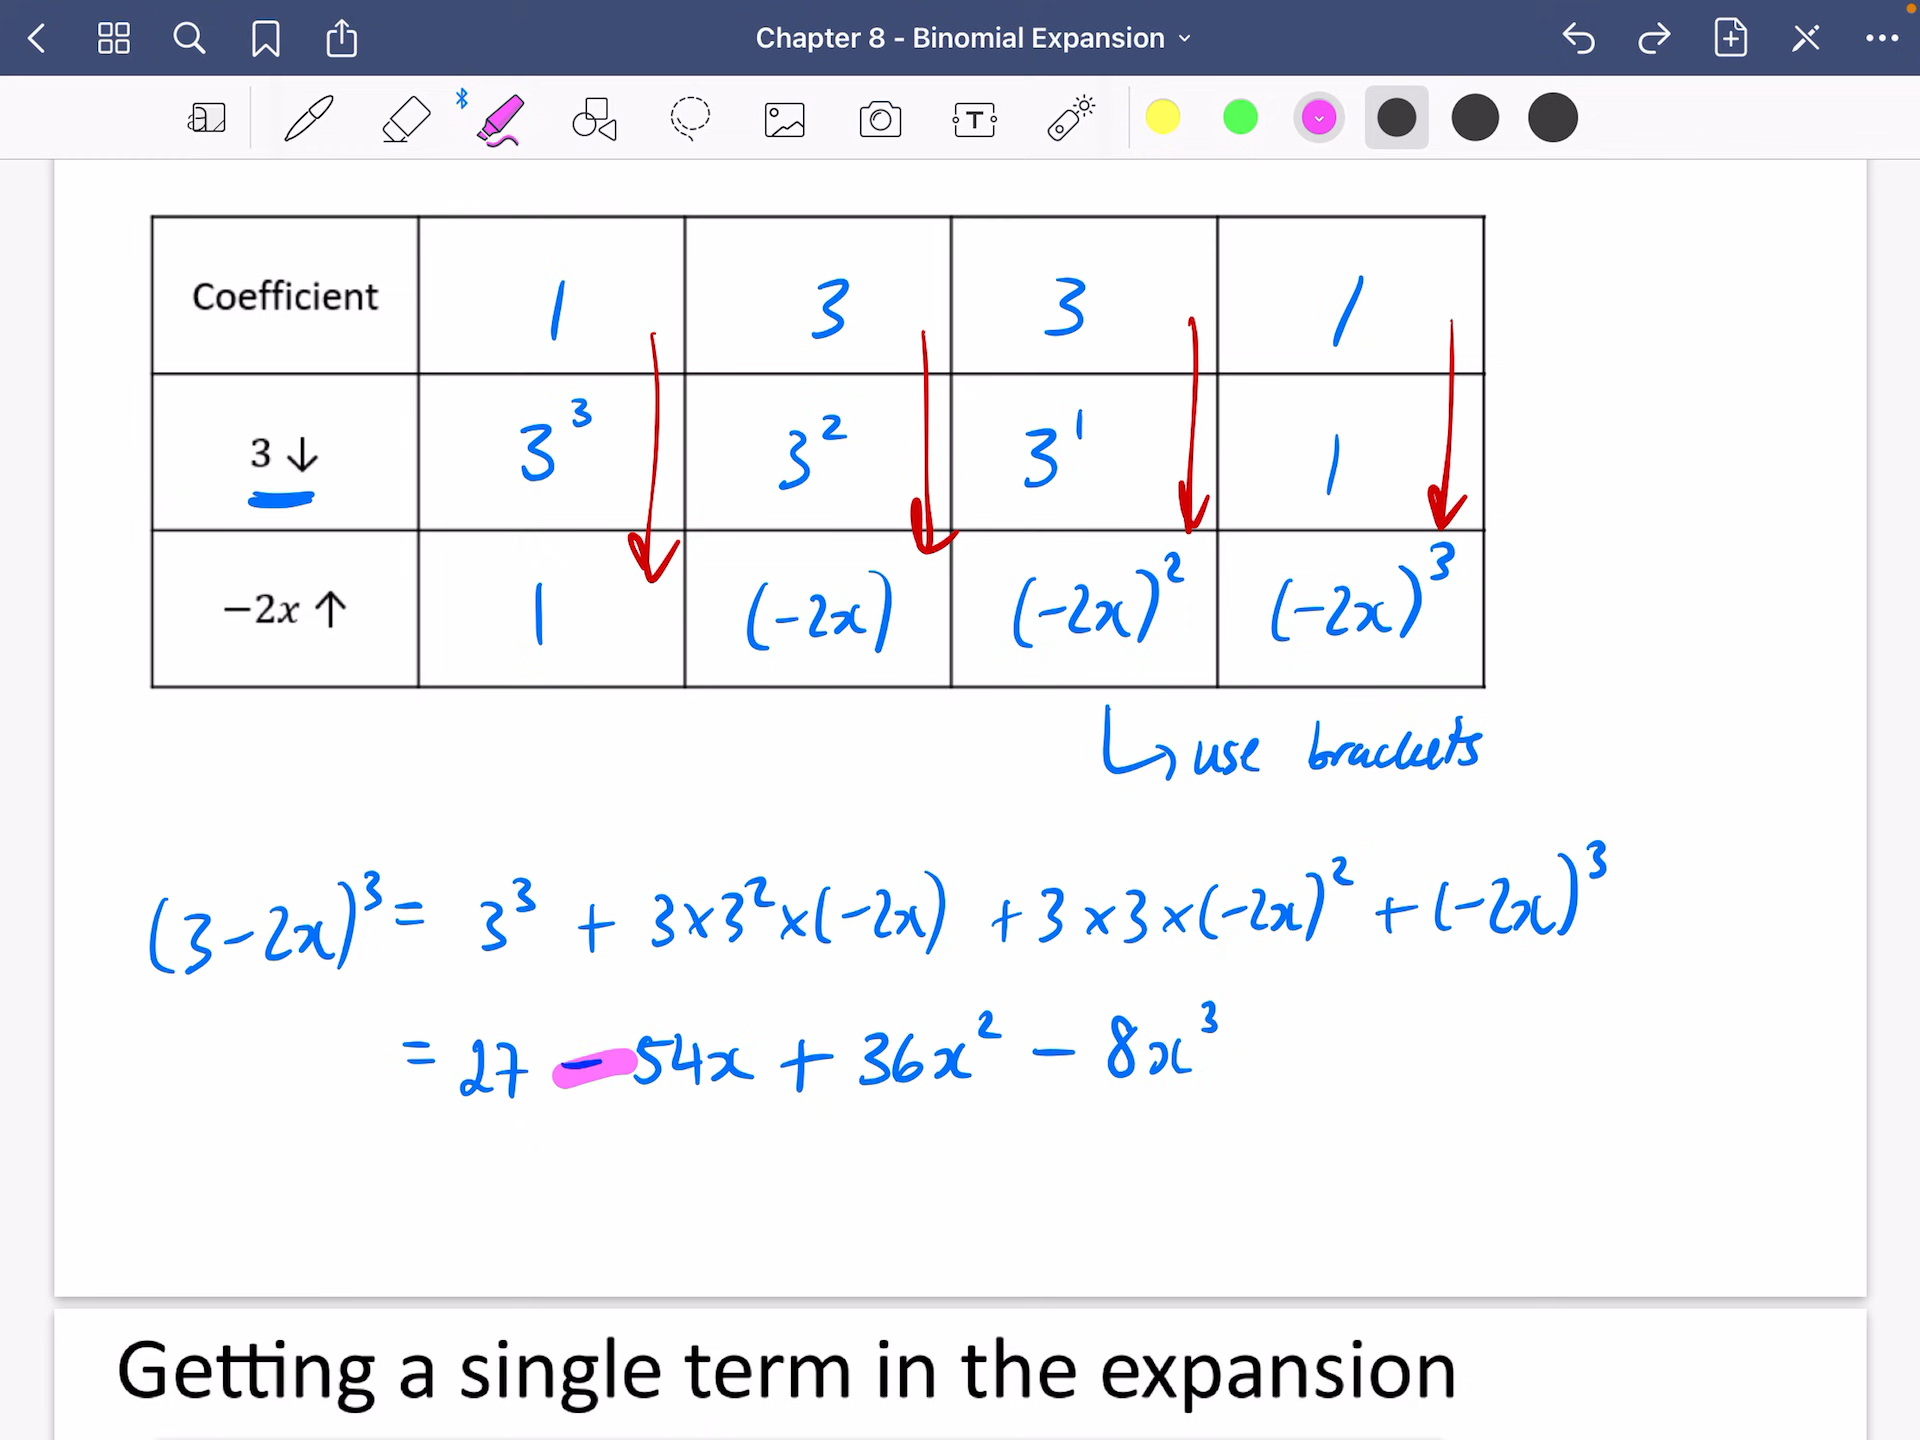 Chapter 8 - Binomial Expansion
T
Coefficient 1 3 3 1
3 ↓ 3³ 3² 3¹ 1
−2x ↑ 1 (-2x) (-2x)² (-2x)³
↳ use brackets
(3-2x)³ = 3³ + 3×3²×(-2x) + 3×3×(-2x)² + (-2x)³
= 27 - 54x + 36x² - 8x³
Getting a single term in the expansion